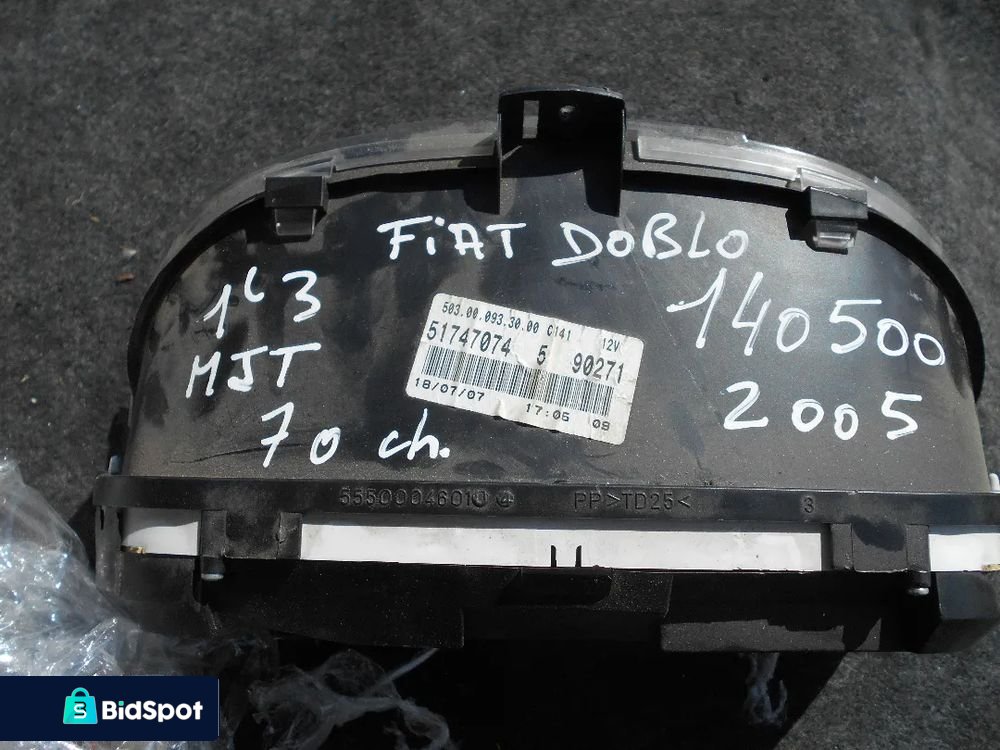 FiAT DOBLO
1‘3
MJT
70 ch.
503.00.093.30.00 C141 12V
51747074 5 90271
18/07/07 17:05 08
140500
2005
55500046010 4 PP>TD25< 3
BidSpot